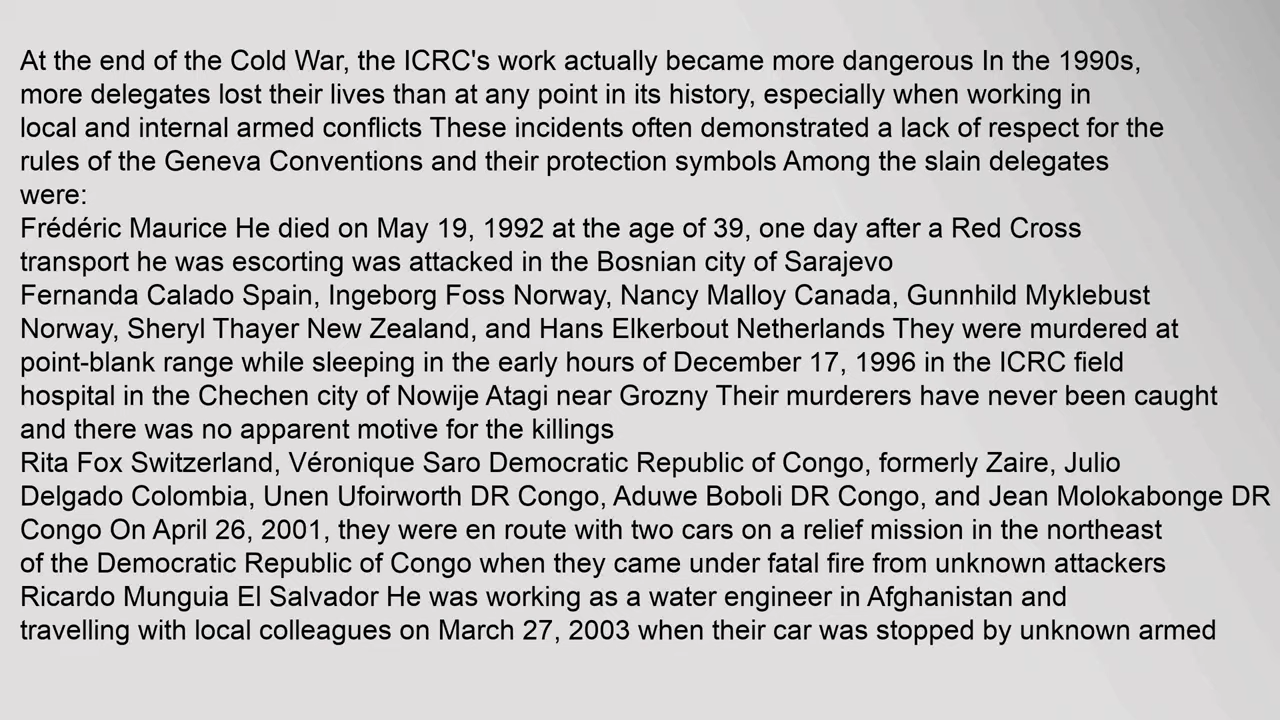 At the end of the Cold War, the ICRC's work actually became more dangerous In the 1990s,
more delegates lost their lives than at any point in its history, especially when working in
local and internal armed conflicts These incidents often demonstrated a lack of respect for the
rules of the Geneva Conventions and their protection symbols Among the slain delegates
were:
Frédéric Maurice He died on May 19, 1992 at the age of 39, one day after a Red Cross
transport he was escorting was attacked in the Bosnian city of Sarajevo
Fernanda Calado Spain, Ingeborg Foss Norway, Nancy Malloy Canada, Gunnhild Myklebust
Norway, Sheryl Thayer New Zealand, and Hans Elkerbout Netherlands They were murdered at
point-blank range while sleeping in the early hours of December 17, 1996 in the ICRC field
hospital in the Chechen city of Nowije Atagi near Grozny Their murderers have never been caught
and there was no apparent motive for the killings
Rita Fox Switzerland, Véronique Saro Democratic Republic of Congo, formerly Zaire, Julio
Delgado Colombia, Unen Ufoirworth DR Congo, Aduwe Boboli DR Congo, and Jean Molokabonge DR
Congo On April 26, 2001, they were en route with two cars on a relief mission in the northeast
of the Democratic Republic of Congo when they came under fatal fire from unknown attackers
Ricardo Munguia El Salvador He was working as a water engineer in Afghanistan and
travelling with local colleagues on March 27, 2003 when their car was stopped by unknown armed